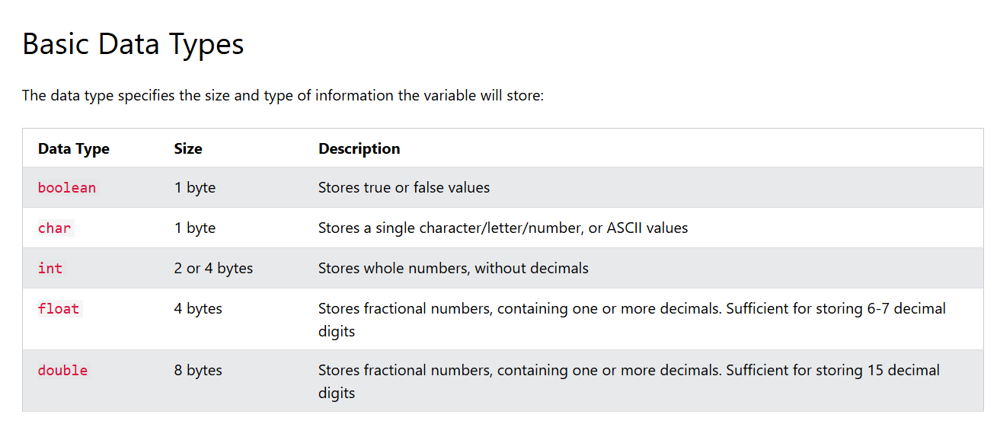 Basic Data Types
The data type specifies the size and type of information the variable will store:
Data Type Size Description
boolean 1 byte Stores true or false values
char 1 byte Stores a single character/letter/number, or ASCII values
int 2 or 4 bytes Stores whole numbers, without decimals
float 4 bytes Stores fractional numbers, containing one or more decimals. Sufficient for storing 6-7 decimal
digits
double 8 bytes Stores fractional numbers, containing one or more decimals. Sufficient for storing 15 decimal
digits